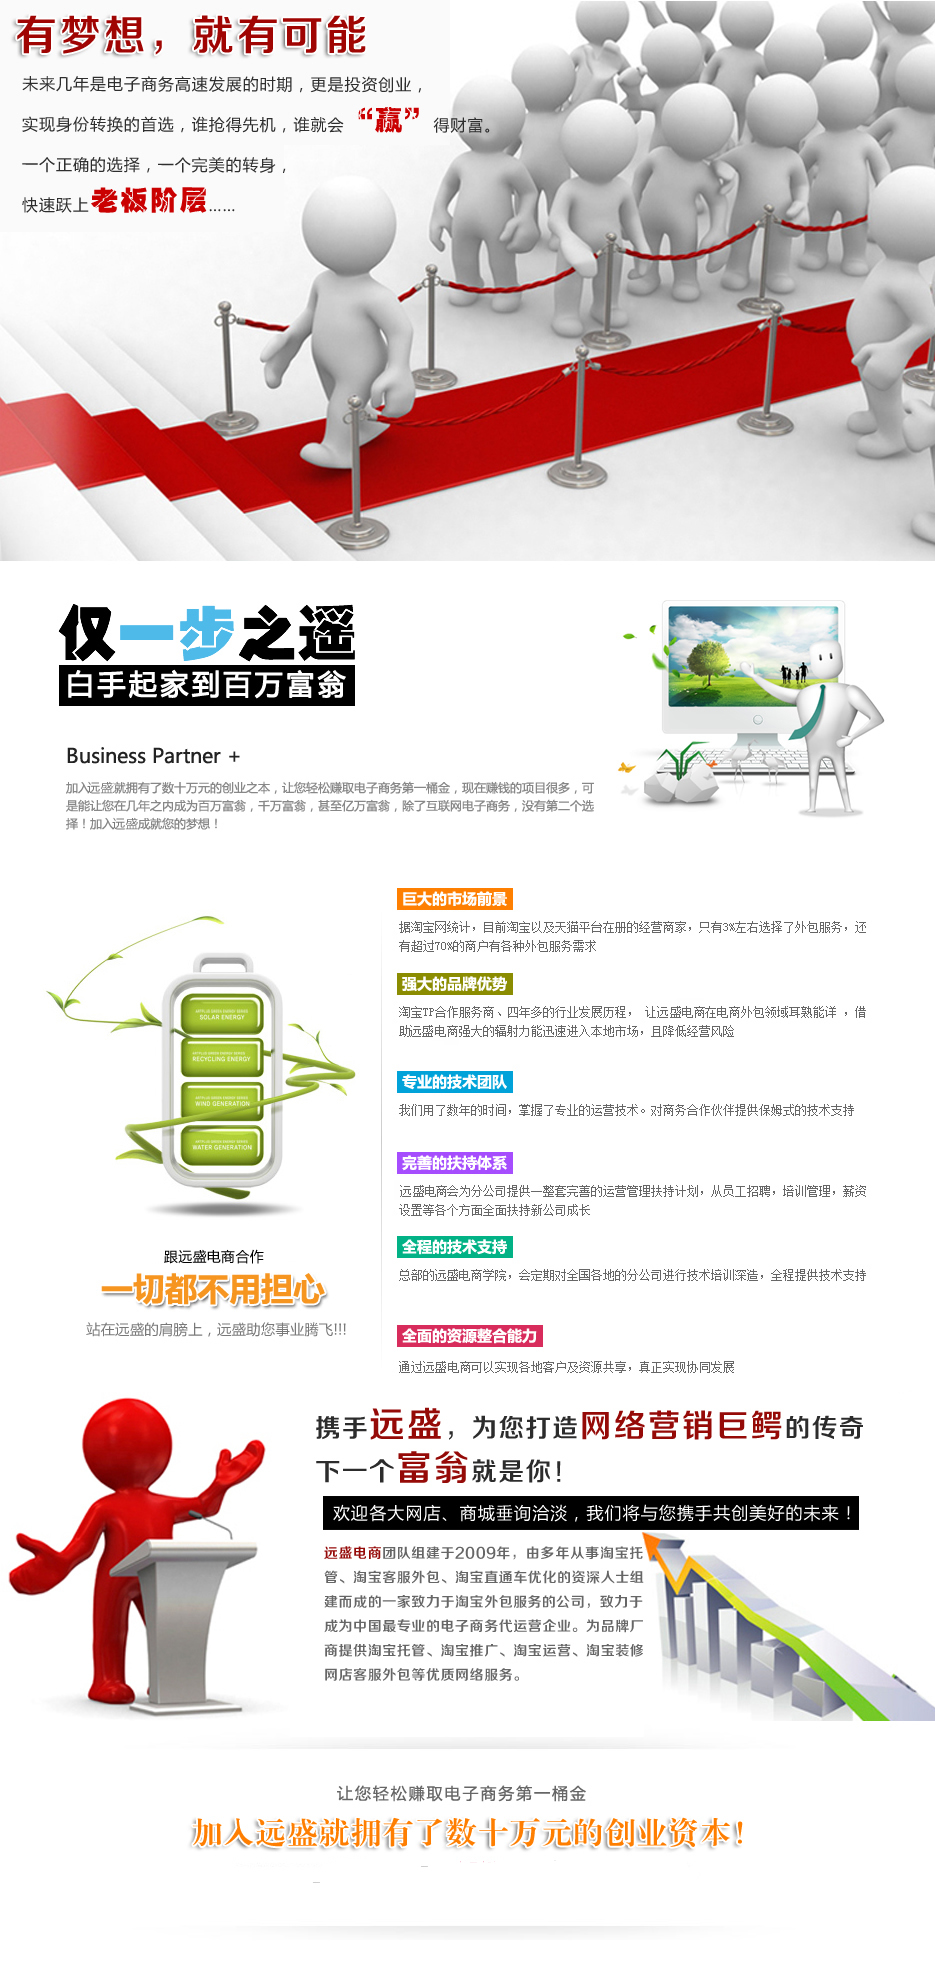 有梦想，就有可能
未来几年是电子商务高速发展的时期，更是投资创业，
实现身份转换的首选，谁抢得先机，谁就会“赢”得财富。
一个正确的选择，一个完美的转身，
快速跃上老板阶层......
仅一步之遥
白手起家到百万富翁
Business Partner +
加入远盛就拥有了数十万元的创业之本，让您轻松赚取电子商务第一桶金，现在赚钱的项目很多，可
是能让您在几年之内成为百万富翁，千万富翁，甚至亿万富翁，除了互联网电子商务，没有第二个选
择！加入远盛成就您的梦想！
SOLAR ENERGY
RECYCLING ENERGY
WIND GENERATION
WATER GENERATION
跟远盛电商合作
一切都不用担心
站在远盛的肩膀上，远盛助您事业腾飞!!!
巨大的市场前景
据淘宝网统计，目前淘宝以及天猫平台在册的经营商家，只有3%左右选择了外包服务，还
有超过70%的商户有各种外包服务需求
强大的品牌优势
淘宝TP合作服务商、四年多的行业发展历程， 让远盛电商在电商外包领域耳熟能详 ，借
助远盛电商强大的辐射力能迅速进入本地市场，且降低经营风险
专业的技术团队
我们用了数年的时间，掌握了专业的运营技术。对商务合作伙伴提供保姆式的技术支持
完善的扶持体系
远盛电商会为分公司提供一整套完善的运营管理扶持计划，从员工招聘，培训管理，薪资
设置等各个方面全面扶持新公司成长
全程的技术支持
总部的远盛电商学院，会定期对全国各地的分公司进行技术培训深造，全程提供技术支持
全面的资源整合能力
通过远盛电商可以实现各地客户及资源共享，真正实现协同发展
携手远盛，为您打造网络营销巨鳄的传奇
下一个富翁就是你！
欢迎各大网店、商城垂询洽淡，我们将与您携手共创美好的未来！
远盛电商团队组建于2009年，由多年从事淘宝托
管、淘宝客服外包、淘宝直通车优化的资深人士组
建而成的一家致力于淘宝外包服务的公司，致力于
成为中国最专业的电子商务代运营企业。为品牌厂
商提供淘宝托管、淘宝推广、淘宝运营、淘宝装修
网店客服外包等优质网络服务。
让您轻松赚取电子商务第一桶金
加入远盛就拥有了数十万元的创业资本！